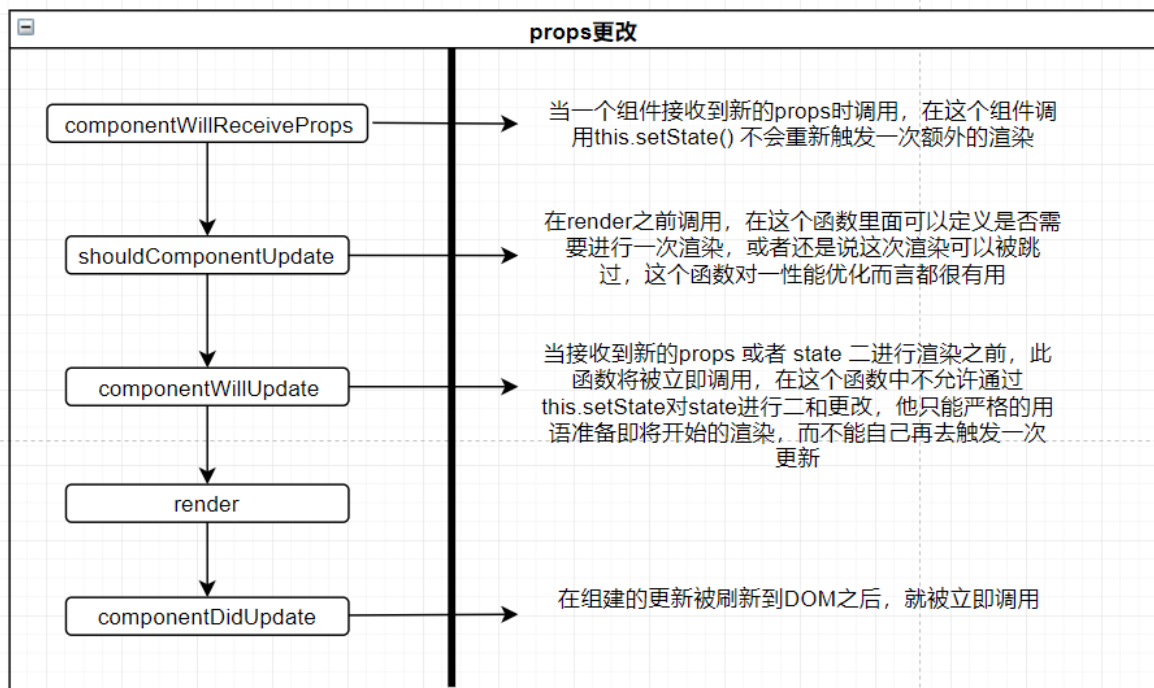 props更改
componentWillReceiveProps
当一个组件接收到新的props时调用，在这个组件调
用this.setState() 不会重新触发一次额外的渲染
shouldComponentUpdate
在render之前调用，在这个函数里面可以定义是否需
要进行一次渲染，或者还是说这次渲染可以被跳
过，这个函数对一性能优化而言都很有用
componentWillUpdate
当接收到新的props 或者 state 二进行渲染之前，此
函数将被立即调用，在这个函数中不允许通过
this.setState对state进行二和更改，他只能严格的用
语准备即将开始的渲染，而不能自己再去触发一次
更新
render
componentDidUpdate
在组建的更新被刷新到DOM之后，就被立即调用